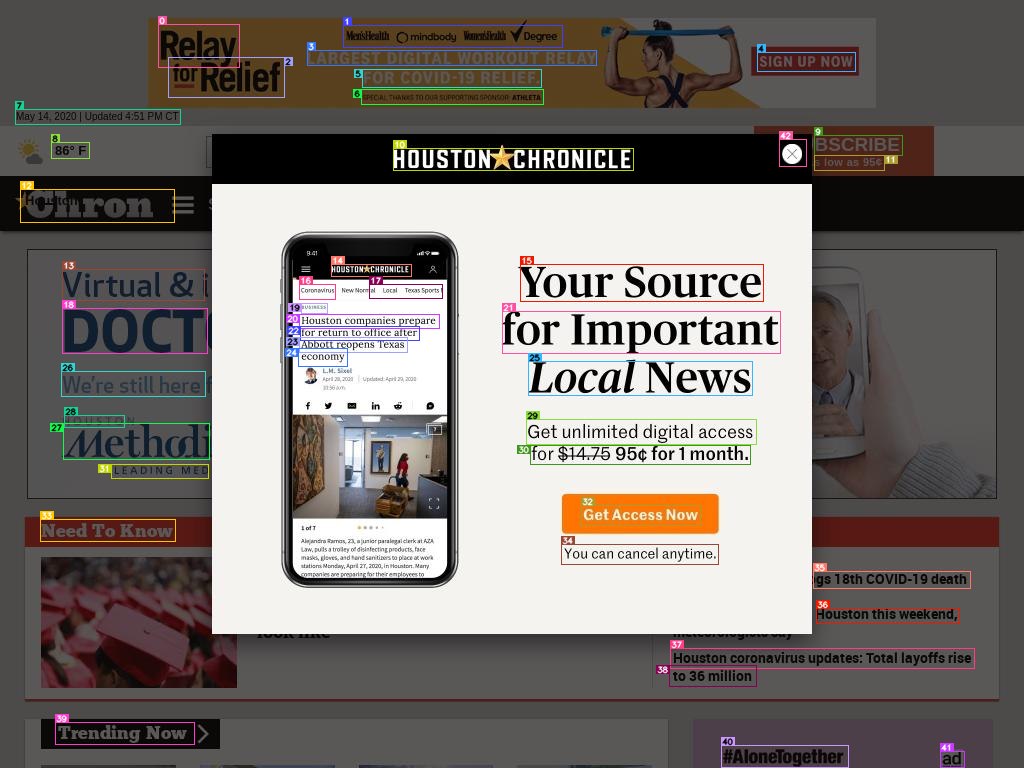 Relay
for Relief
Men'sHealth mindbody Women'sHealth Degree
LARGEST DIGITAL WORKOUT RELAY
FOR COVID-19 RELIEF.
SPECIAL THANKS TO OUR SUPPORTING SPONSOR: ATHLETA
SIGN UP NOW
May 14, 2020 | Updated 4:51 PM CT
86° F
HOUSTON CHRONICLE
BSCRIBE
s low as 95¢
Chron
Houston
Virtual &
DOCT
We're still here f
HOUSTON
Methodi
LEADING MED
9:41
HOUSTON CHRONICLE
Coronavirus New Normal Local Texas Sports
BUSINESS
Houston companies prepare
for return to office after
Abbott reopens Texas
economy
L.M. Sixel
April 28, 2020 | Updated: April 29, 2020
10:56 a.m.
1 of 7
Alejandra Ramos, 23, a junior paralegal clerk at AZA
Law, pulls a trolley of disinfecting products, face
masks, gloves, and hand sanitizers to place at work
stations Monday, April 27, 2020, in Houston. Many
companies are preparing for their employees to
Your Source
for Important
Local News
Get unlimited digital access
for $14.75 95¢ for 1 month.
Get Access Now
You can cancel anytime.
Need To Know
look like
gs 18th COVID-19 death
Houston this weekend,
meteorologists say
Houston coronavirus updates: Total layoffs rise
to 36 million
Trending Now
#AloneTogether
ad